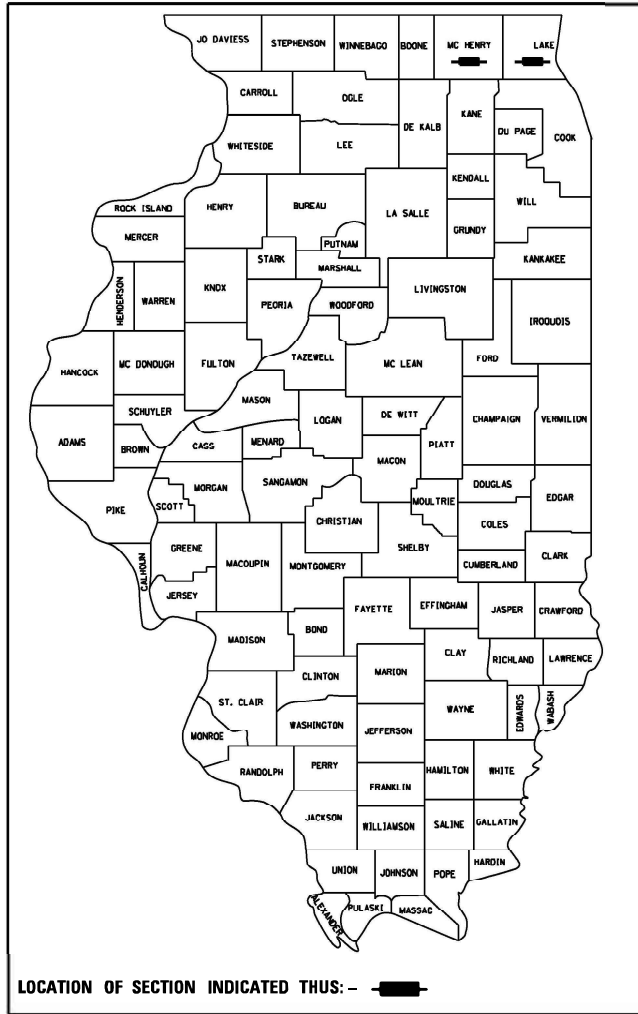 JO DAVIESS
STEPHENSON
WINNEBAGO
BOONE
MC HENRY
LAKE
CARROLL
OGLE
DE KALB
KANE
DU PAGE
COOK
WHITESIDE
LEE
KENDALL
WILL
ROCK ISLAND
HENRY
BUREAU
LA SALLE
GRUNDY
MERCER
PUTNAM
STARK
MARSHALL
KANKAKEE
HENDERSON
WARREN
KNOX
PEORIA
WOODFORD
LIVINGSTON
IROQUOIS
HANCOCK
MC DONOUGH
FULTON
TAZEWELL
MC LEAN
FORD
MASON
SCHUYLER
LOGAN
DE WITT
CHAMPAIGN
VERMILION
ADAMS
BROWN
CASS
MENARD
PIATT
MACON
MORGAN
SANGAMON
DOUGLAS
EDGAR
PIKE
SCOTT
CHRISTIAN
MOULTRIE
COLES
GREENE
MACOUPIN
MONTGOMERY
SHELBY
CUMBERLAND
CLARK
CALHOUN
JERSEY
FAYETTE
EFFINGHAM
JASPER
CRAWFORD
MADISON
BOND
CLAY
RICHLAND
LAWRENCE
CLINTON
MARION
ST. CLAIR
WAYNE
EDWARDS
WABASH
WASHINGTON
JEFFERSON
MONROE
RANDOLPH
PERRY
HAMILTON
WHITE
FRANKLIN
JACKSON
WILLIAMSON
SALINE
GALLATIN
UNION
JOHNSON
POPE
HARDIN
ALEXANDER
PULASKI
MASSAC
LOCATION OF SECTION INDICATED THUS: -